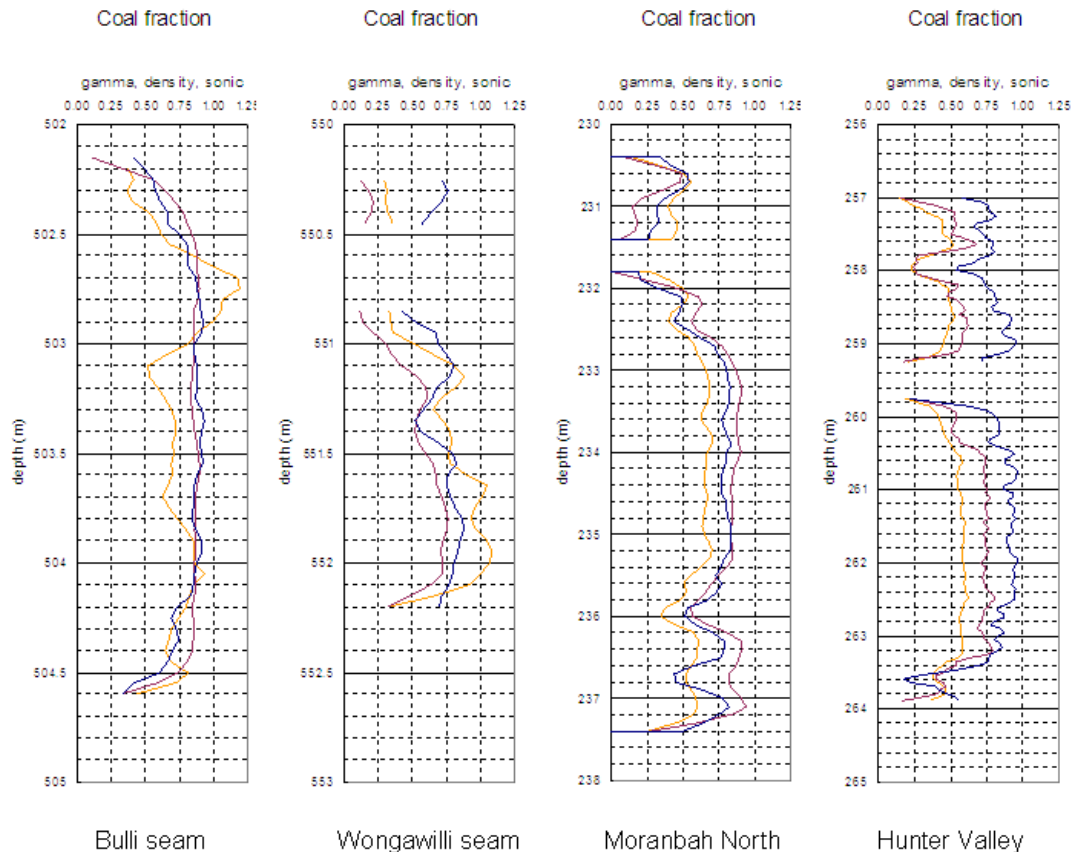 Coal fraction Coal fraction Coal fraction Coal fraction
gamma, density, sonic gamma, density, sonic gamma, density, sonic gamma, density, sonic
0.00 0.25 0.50 0.75 1.00 1.25 0.00 0.25 0.50 0.75 1.00 1.25 0.00 0.25 0.50 0.75 1.00 1.25 0.00 0.25 0.50 0.75 1.00 1.25
502 550 230 256
257
231
502.5 550.5
258
232
503 551 259
233
depth (m) depth (m) depth (m) depth (m)
260
503.5 551.5 234
261
235
504 552 262
236
263
504.5 552.5
237
264
505 553 238 265
Bulli seam Wongawilli seam Moranbah North Hunter Valley